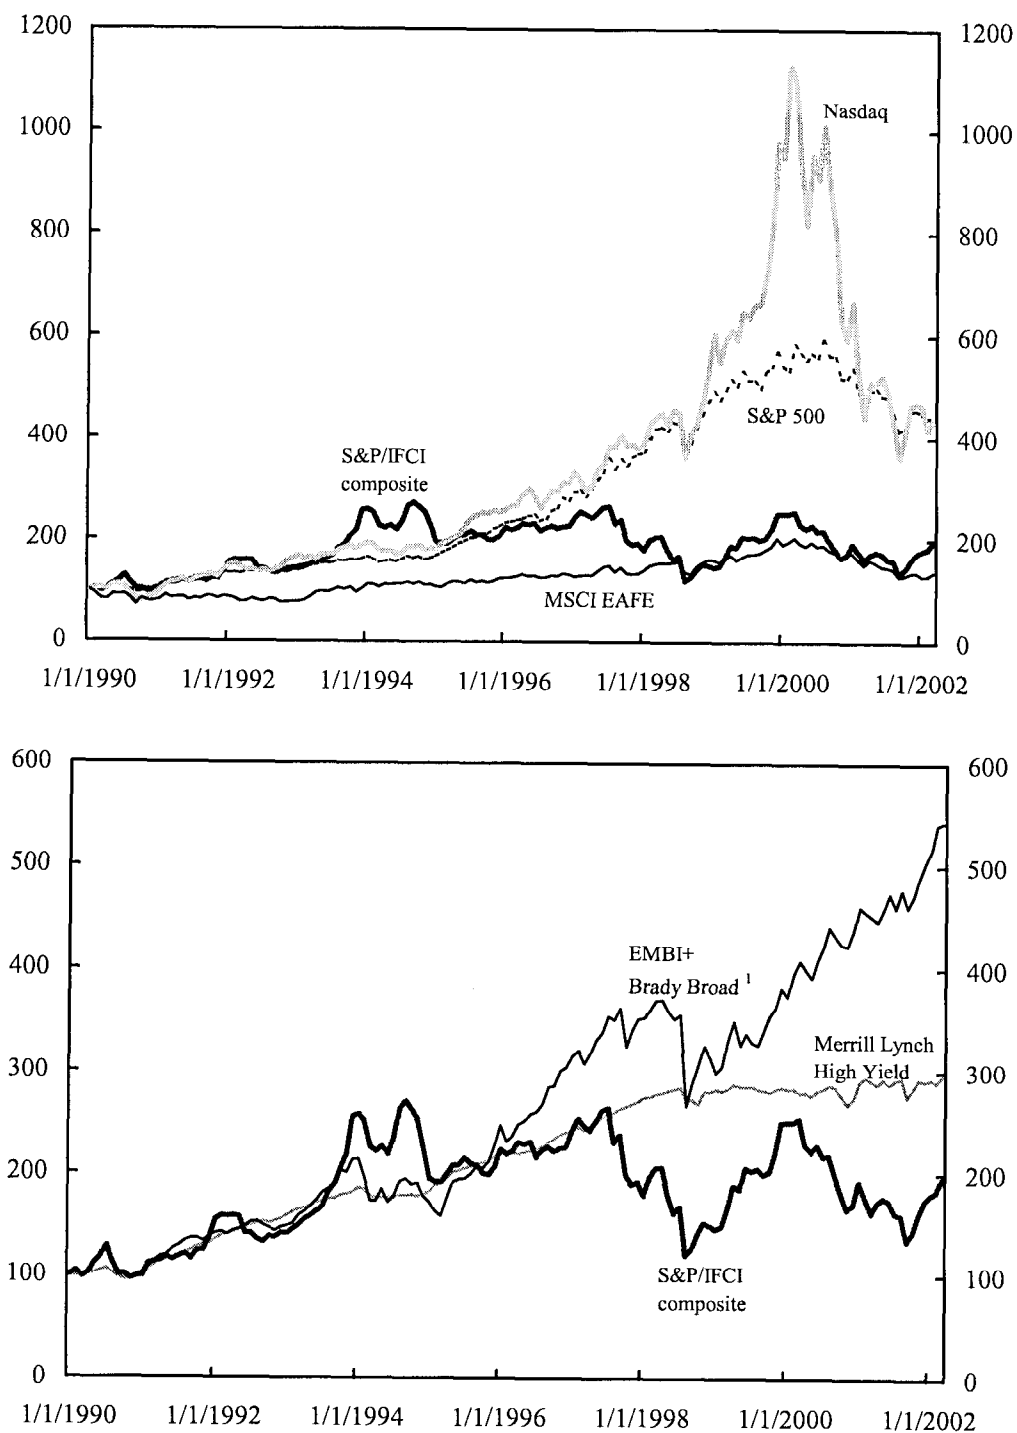 1200
1000
800
600
400
200
0
1200
1000
800
600
400
200
0
Nasdaq
S&P 500
S&P/IFCI
composite
MSCI EAFE
1/1/1990 1/1/1992 1/1/1994 1/1/1996 1/1/1998 1/1/2000 1/1/2002
600
500
400
300
200
100
0
600
500
400
300
200
100
0
EMBI+
Brady Broad 1
Merrill Lynch
High Yield
S&P/IFCI
composite
1/1/1990 1/1/1992 1/1/1994 1/1/1996 1/1/1998 1/1/2000 1/1/2002